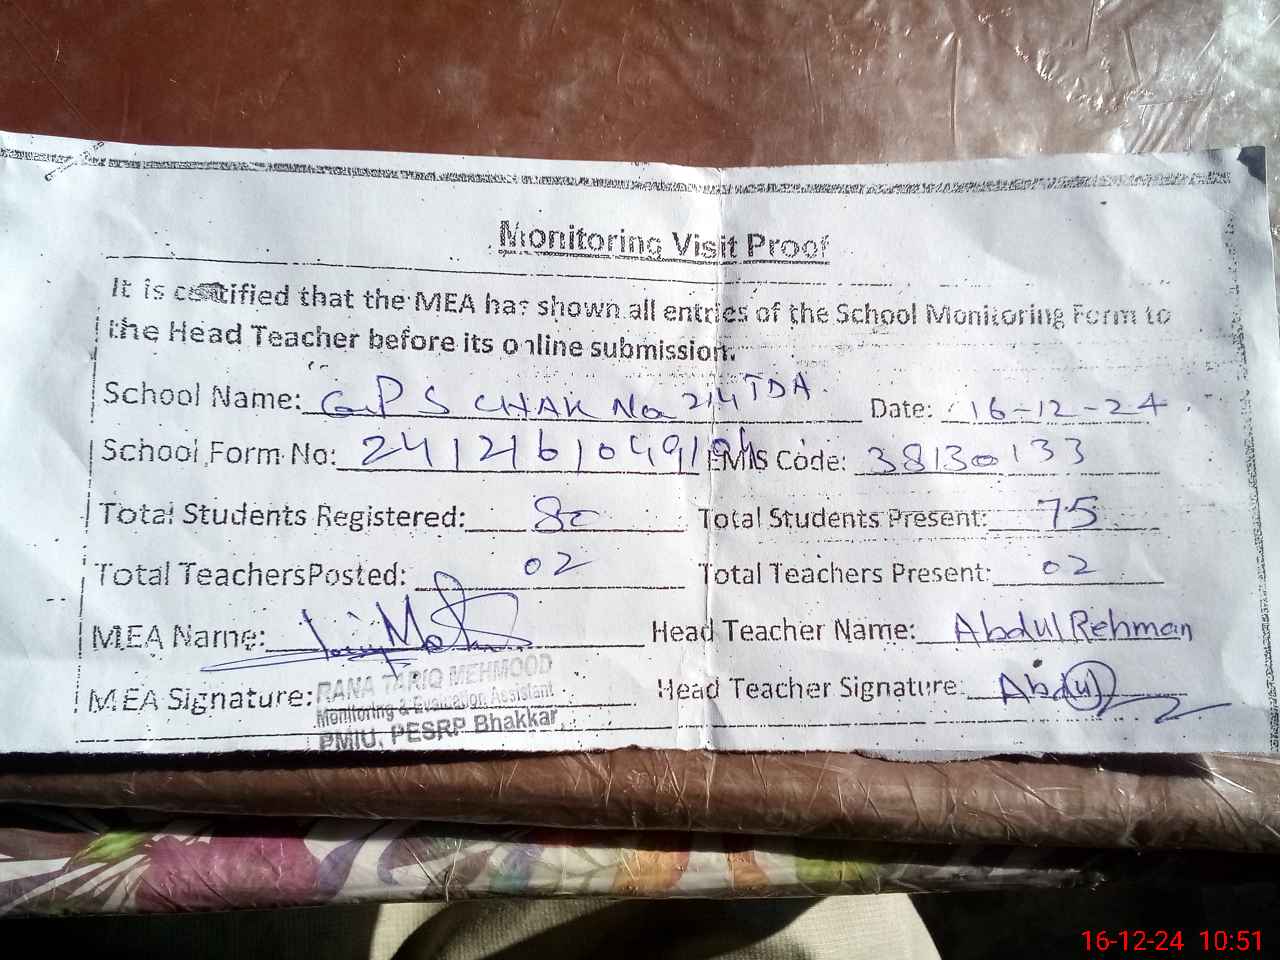 Monitoring Visit Proof
It is certified that the MEA has shown all entries of the School Monitoring Form to
the Head Teacher before its online submission.
School Name: GPS CHAK No 214 TDA Date: 16-12-24
School Form No: EMIS Code: 38130133
Total Students Registered: 80 Total Students Present: 75
Total Teachers Posted: 02 Total Teachers Present: 02
MEA Name: Head Teacher Name: Abdul Rehman
MEA Signature: RANA TARIQ MEHMOOD Head Teacher Signature: Abdul
Monitoring & Evaluation Assistant
PMIU, PESRP Bhakkar
16-12-24 10:51